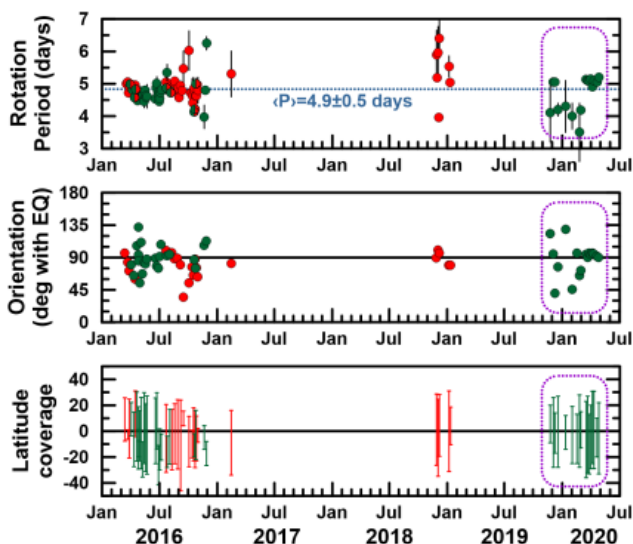 Rotation
Period (days)
7
6
5
4
3
‹P›=4.9±0.5 days
Jan Jul Jan Jul Jan Jul Jan Jul Jan Jul
Orientation
(deg with EQ)
180
135
90
45
0
Jan Jul Jan Jul Jan Jul Jan Jul Jan Jul
Latitude
coverage
40
20
0
-20
-40
Jan Jul Jan Jul Jan Jul Jan Jul Jan Jul
2016 2017 2018 2019 2020